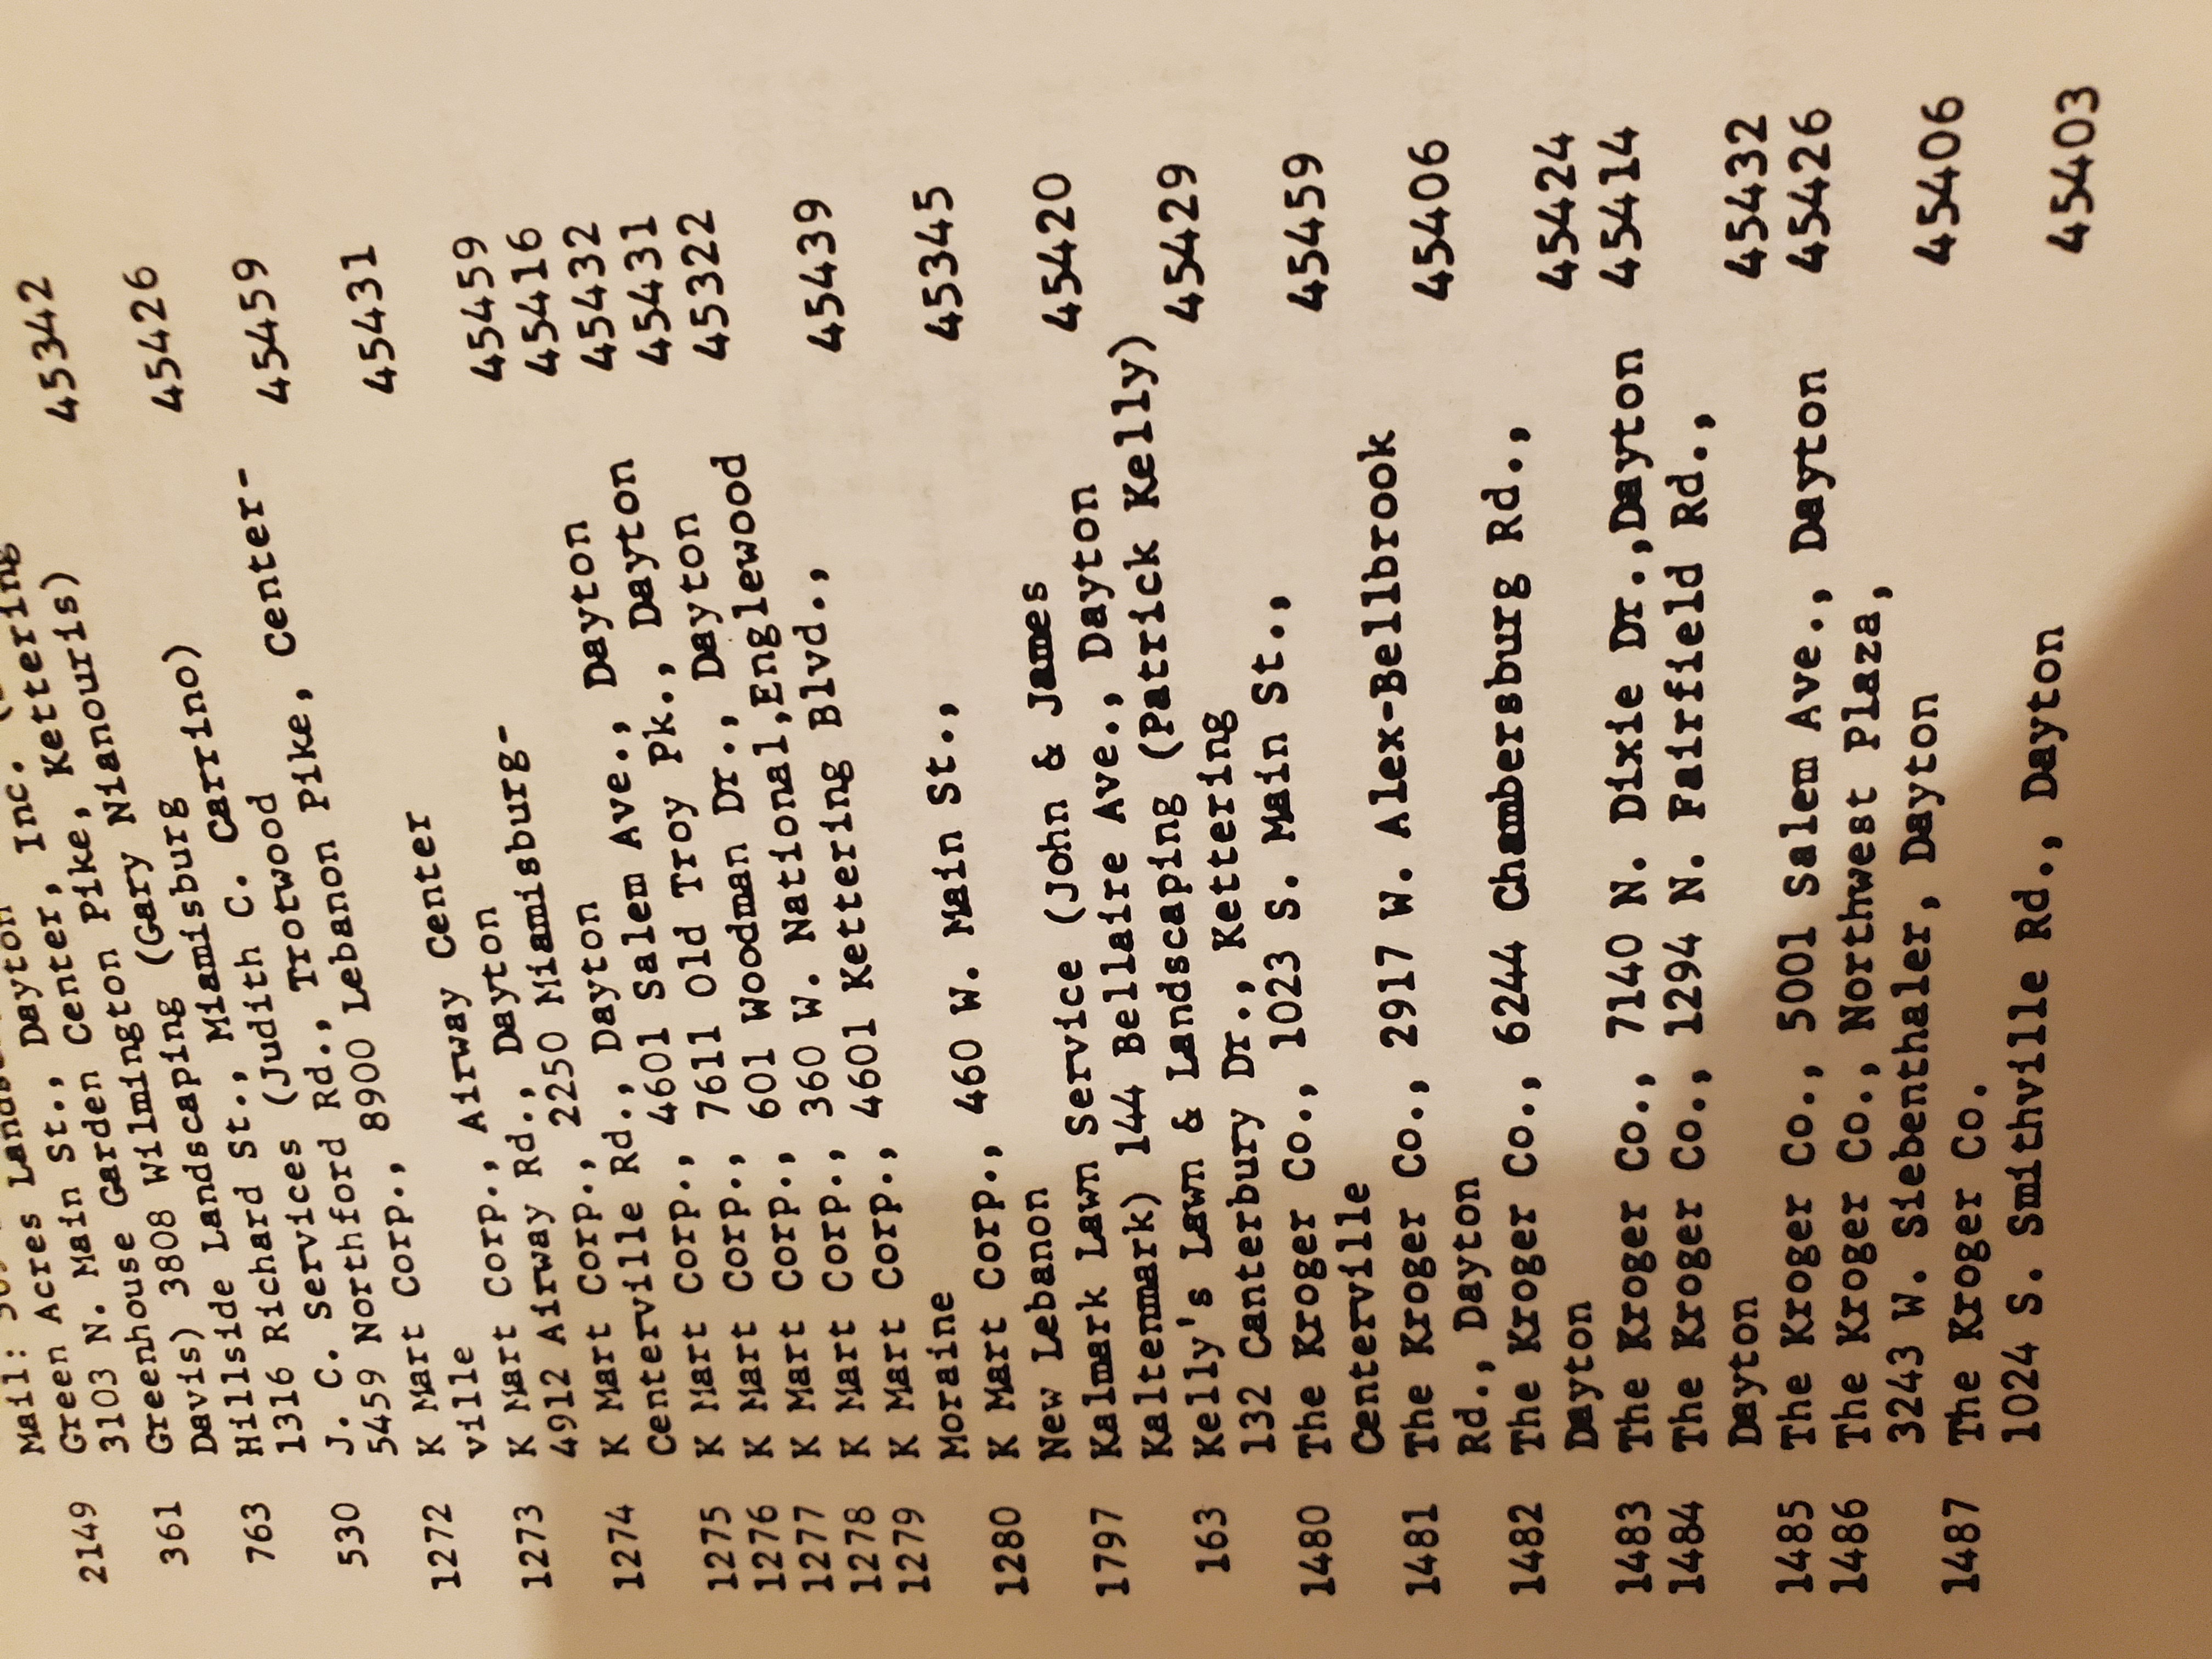 Mail:
2149 Green Acres
3103 N. Main St., Dayton
361 Greenhouse Garden Center, Inc.
Davis) 3808 Wilmington Pike, Kettering
763 Hillside Landscaping (Gary Nianouris)
1316 Richard St., Miamisburg 45342
530 J. C. Services (Judith C. Carrino)
5459 Northford Rd., Trotwood 45426
1272 K Mart Corp., 8900 Lebanon Pike, Center-
ville 45459
1273 K Mart Corp., Airway Center
4912 Airway Rd., Dayton 45431
1274 K Mart Corp., 2250 Miamisburg-
Centerville Rd., Dayton 45459
1275 K Mart Corp., 4601 Salem Ave., Dayton 45416
1276 K Mart Corp., 7611 Old Troy Pk., Dayton 45432
1277 K Mart Corp., 601 Woodman Dr., Dayton 45431
1278 K Mart Corp., 360 W. National,Englewood 45322
1279 K Mart Corp., 4601 Kettering Blvd.,
Moraine 45439
1280 K Mart Corp., 460 W. Main St.,
New Lebanon 45345
1797 Kalmark Lawn Service (John & James
Kaltenmark) 144 Bellaire Ave., Dayton 45420
163 Kelly's Lawn & Landscaping (Patrick Kelly)
132 Canterbury Dr., Kettering 45429
1480 The Kroger Co., 1023 S. Main St.,
Centerville 45459
1481 The Kroger Co., 2917 W. Alex-Bellbrook
Rd., Dayton 45406
1482 The Kroger Co., 6244 Chambersburg Rd.,
Dayton 45424
1483 The Kroger Co., 7140 N. Dixie Dr.,Dayton 45414
1484 The Kroger Co., 1294 N. Fairfield Rd.,
Dayton 45432
1485 The Kroger Co., 5001 Salem Ave., Dayton 45426
1486 The Kroger Co., Northwest Plaza,
3243 W. Siebenthaler, Dayton 45406
1487 The Kroger Co.
1024 S. Smithville Rd., Dayton 45403